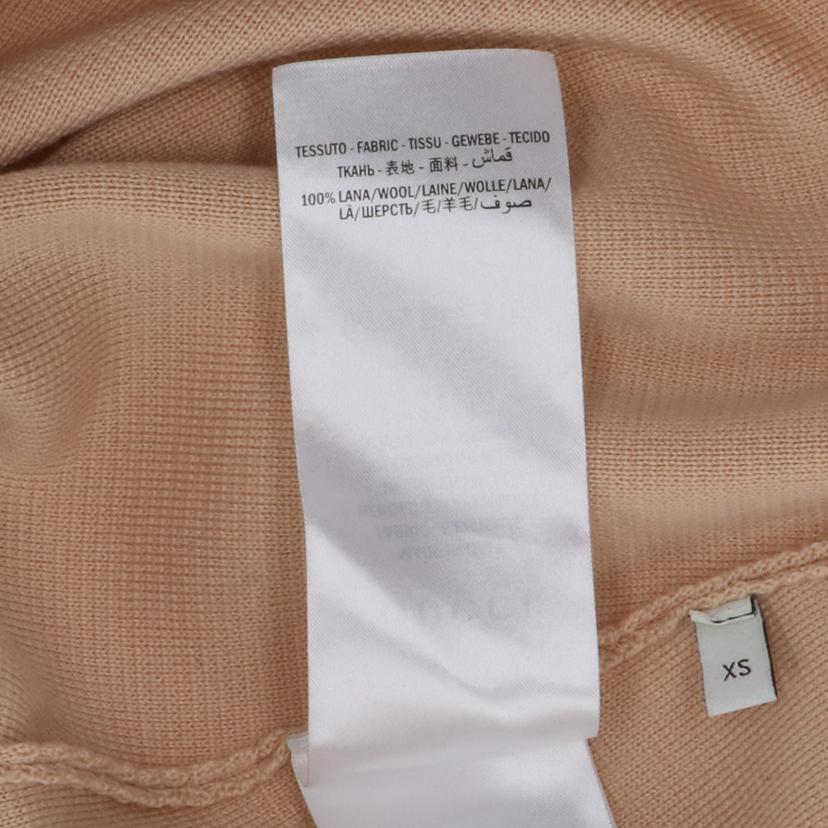 TESSUTO - FABRIC - TISSU - GEWEBE - TECIDO
ТКАНЬ - 表地 - 面料 - قماش
100% LANA/WOOL/LAINE/WOLLE/LANA/
LÃ/ШЕРСТЬ/毛/羊毛/صوف
XS